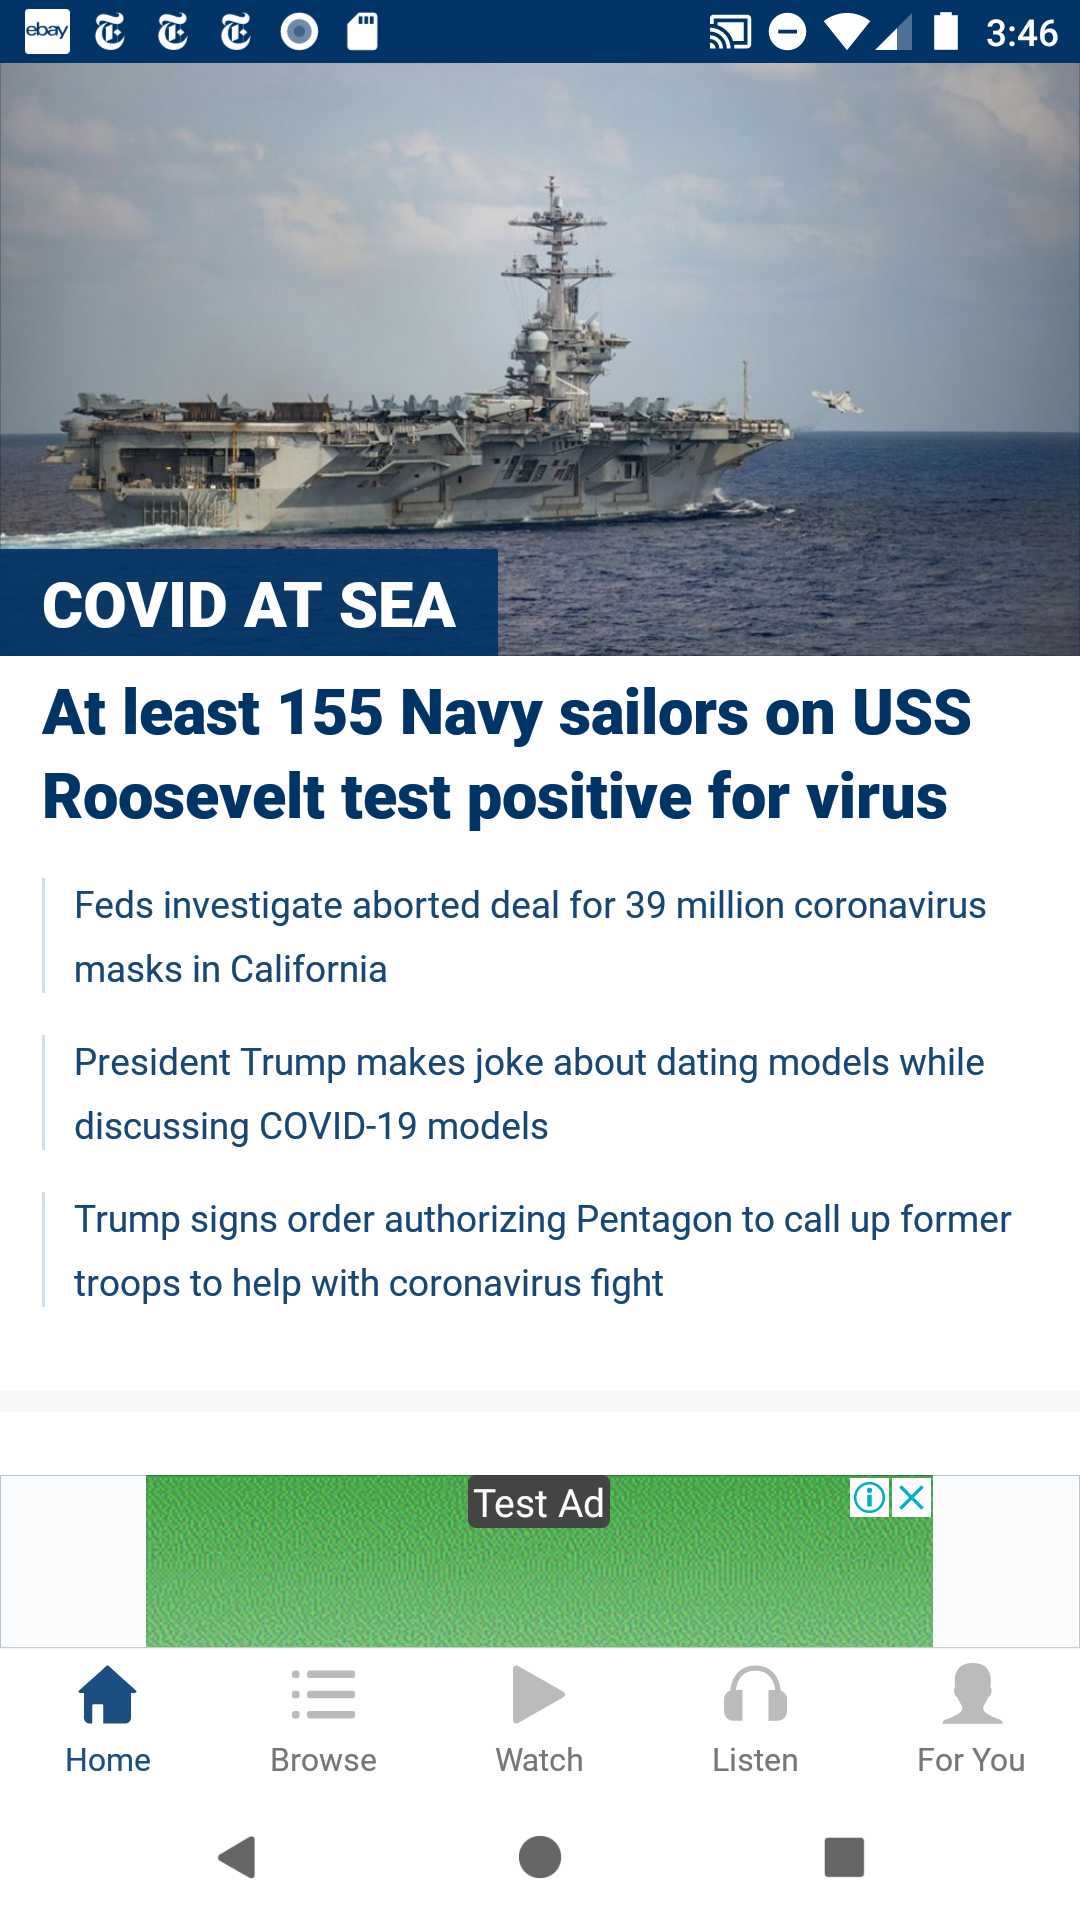 ebay
3:46
COVID AT SEA
At least 155 Navy sailors on USS
Roosevelt test positive for virus
Feds investigate aborted deal for 39 million coronavirus
masks in California
President Trump makes joke about dating models while
discussing COVID-19 models
Trump signs order authorizing Pentagon to call up former
troops to help with coronavirus fight
Test Ad
Home Browse Watch Listen For You